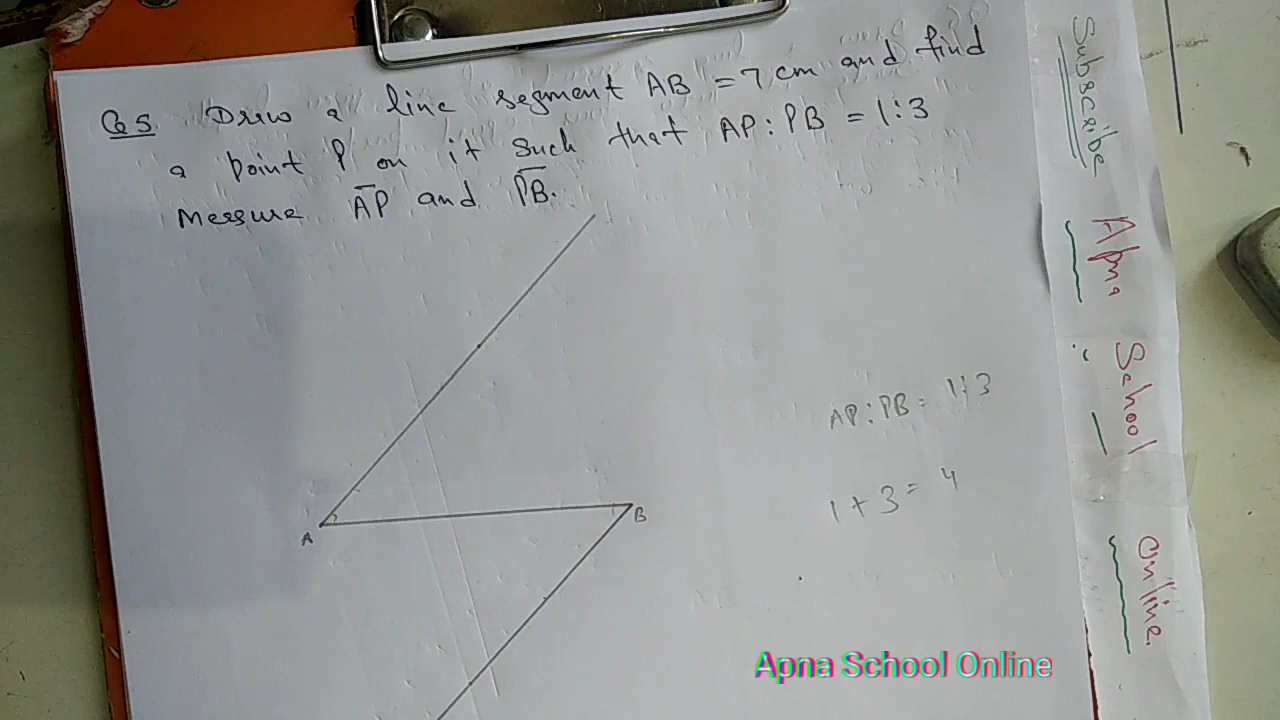 Q5 Draw a line segment AB = 7 cm and find
a point P on it such that AP : PB = 1:3
Measure AP and PB.
AP:PB = 1:3
1 + 3 = 4
A
B
Subscribe Apna School Online.
Apna School Online